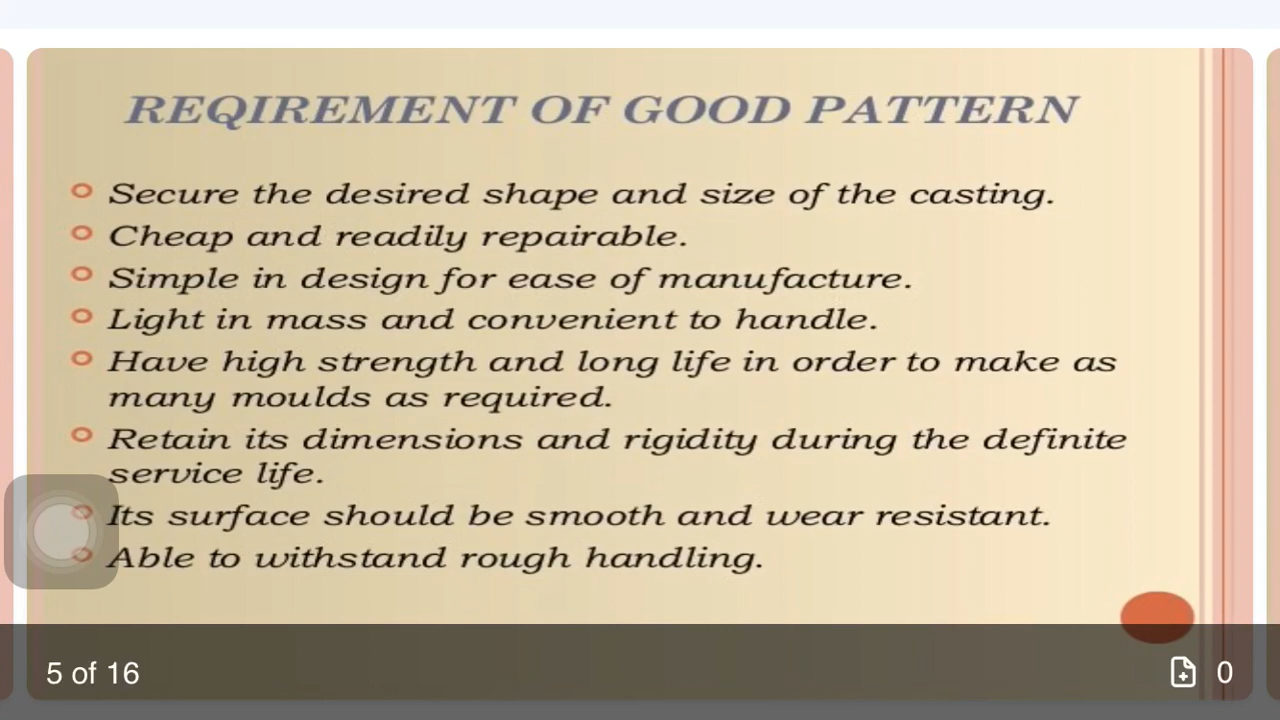 REQIREMENT OF GOOD PATTERN
Secure the desired shape and size of the casting.
Cheap and readily repairable.
Simple in design for ease of manufacture.
Light in mass and convenient to handle.
Have high strength and long life in order to make as
many moulds as required.
Retain its dimensions and rigidity during the definite
service life.
Its surface should be smooth and wear resistant.
Able to withstand rough handling.
5 of 16
0